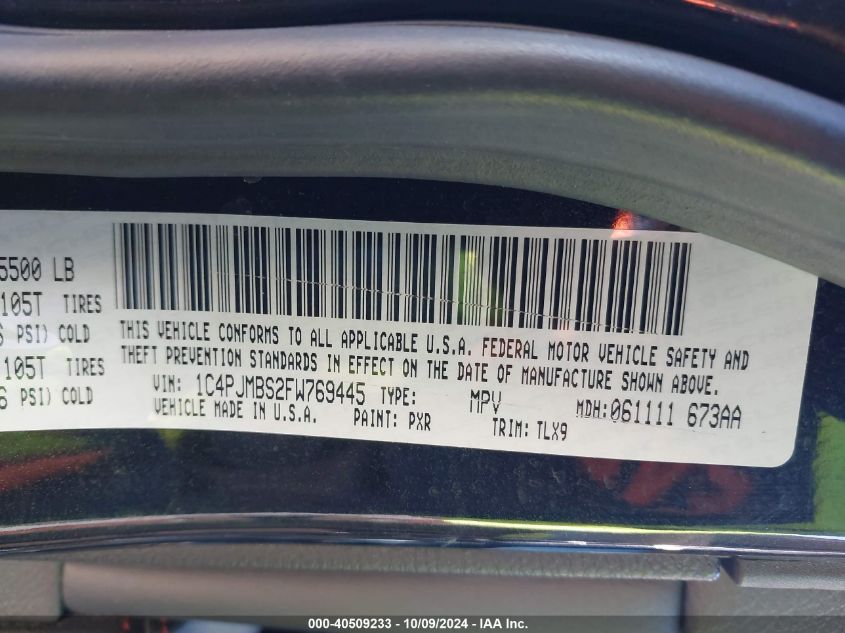 5500 LB
105T TIRES
PSI) COLD
105T TIRES
PSI) COLD
THIS VEHICLE CONFORMS TO ALL APPLICABLE U.S.A. FEDERAL MOTOR VEHICLE SAFETY AND
THEFT PREVENTION STANDARDS IN EFFECT ON THE DATE OF MANUFACTURE SHOWN ABOVE.
VIN: 1C4PJMBS2FW769445 TYPE: MPV MDH:061111 673AA
VEHICLE MADE IN U.S.A. PAINT: PXR TRIM: TLX9
000-40509233 - 10/09/2024 - IAA Inc.